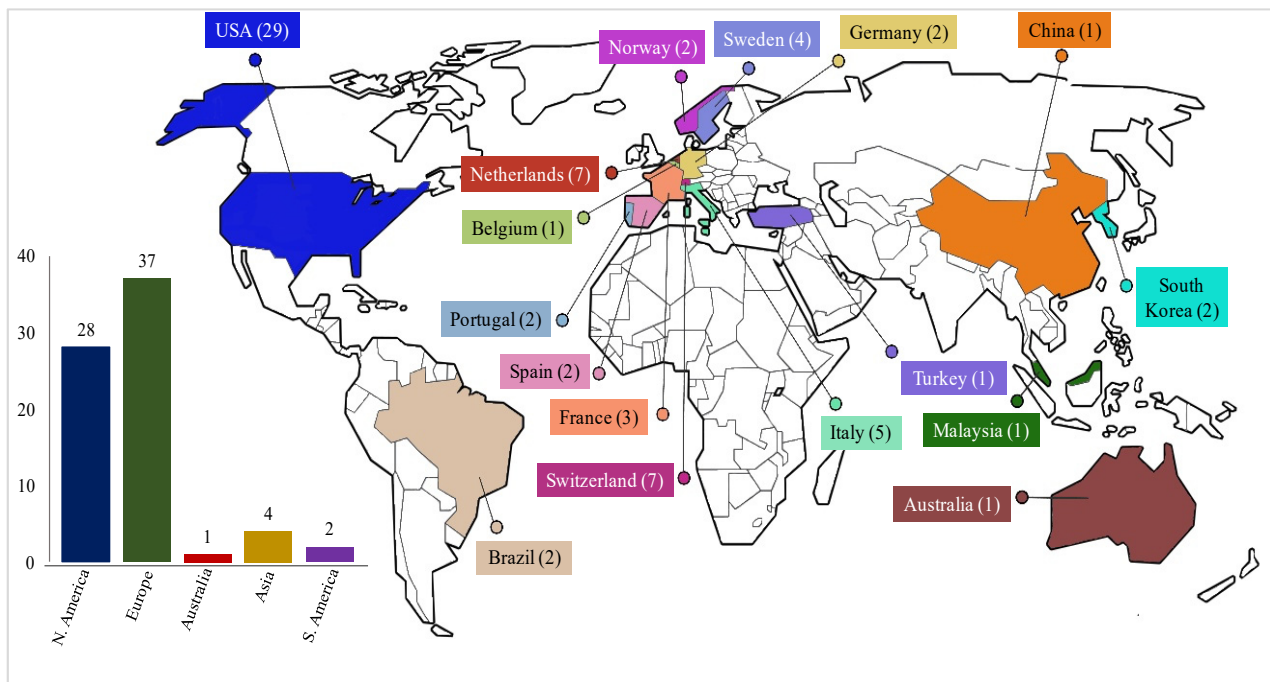 USA (29)
Norway (2)
Sweden (4)
Germany (2)
China (1)
Netherlands (7)
Belgium (1)
Portugal (2)
Spain (2)
France (3)
Switzerland (7)
Italy (5)
Turkey (1)
South
Korea (2)
Malaysia (1)
Australia (1)
Brazil (2)
40
30
20
10
0
28
37
1
4
2
N. America
Europe
Australia
Asia
S. America